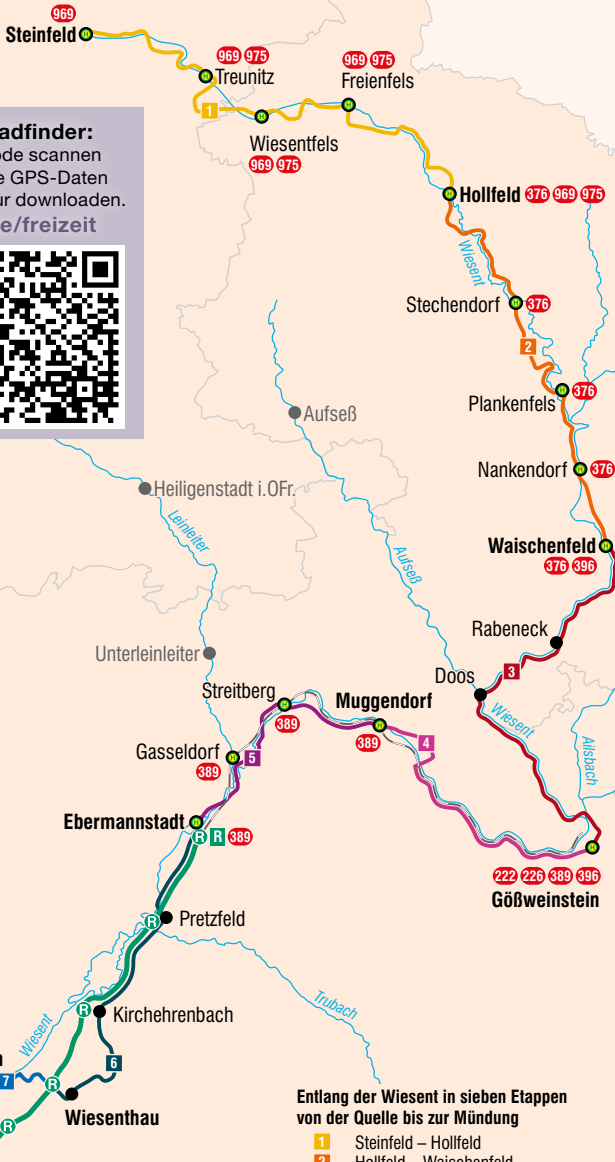 969
Steinfeld
969 975
Treunitz
969 975
Freienfels
1
Wiesentfels
969 975
adfinder:
ode scannen
e GPS-Daten
ur downloaden.
e/freizeit
Hollfeld 376 969 975
Wiesent
Stechendorf 376
2
376
Plankenfels
Aufseß
Nankendorf 376
Heiligenstadt i.OFr.
Leinleiter
Aufseß
Waischenfeld
376 396
Rabeneck
Unterleinleiter
3
Doos
Streitberg
389
Muggendorf
389
Wiesent
4
Ailsbach
Gasseldorf
389
5
Ebermannstadt
R R 389
222 226 389 396
Gößweinstein
R Pretzfeld
Trubach
R Kirchehrenbach
Wiesent
6
7
R
Wiesenthau
R
Entlang der Wiesent in sieben Etappen
von der Quelle bis zur Mündung
1 Steinfeld – Hollfeld
2 Hollfeld – Waischenfeld